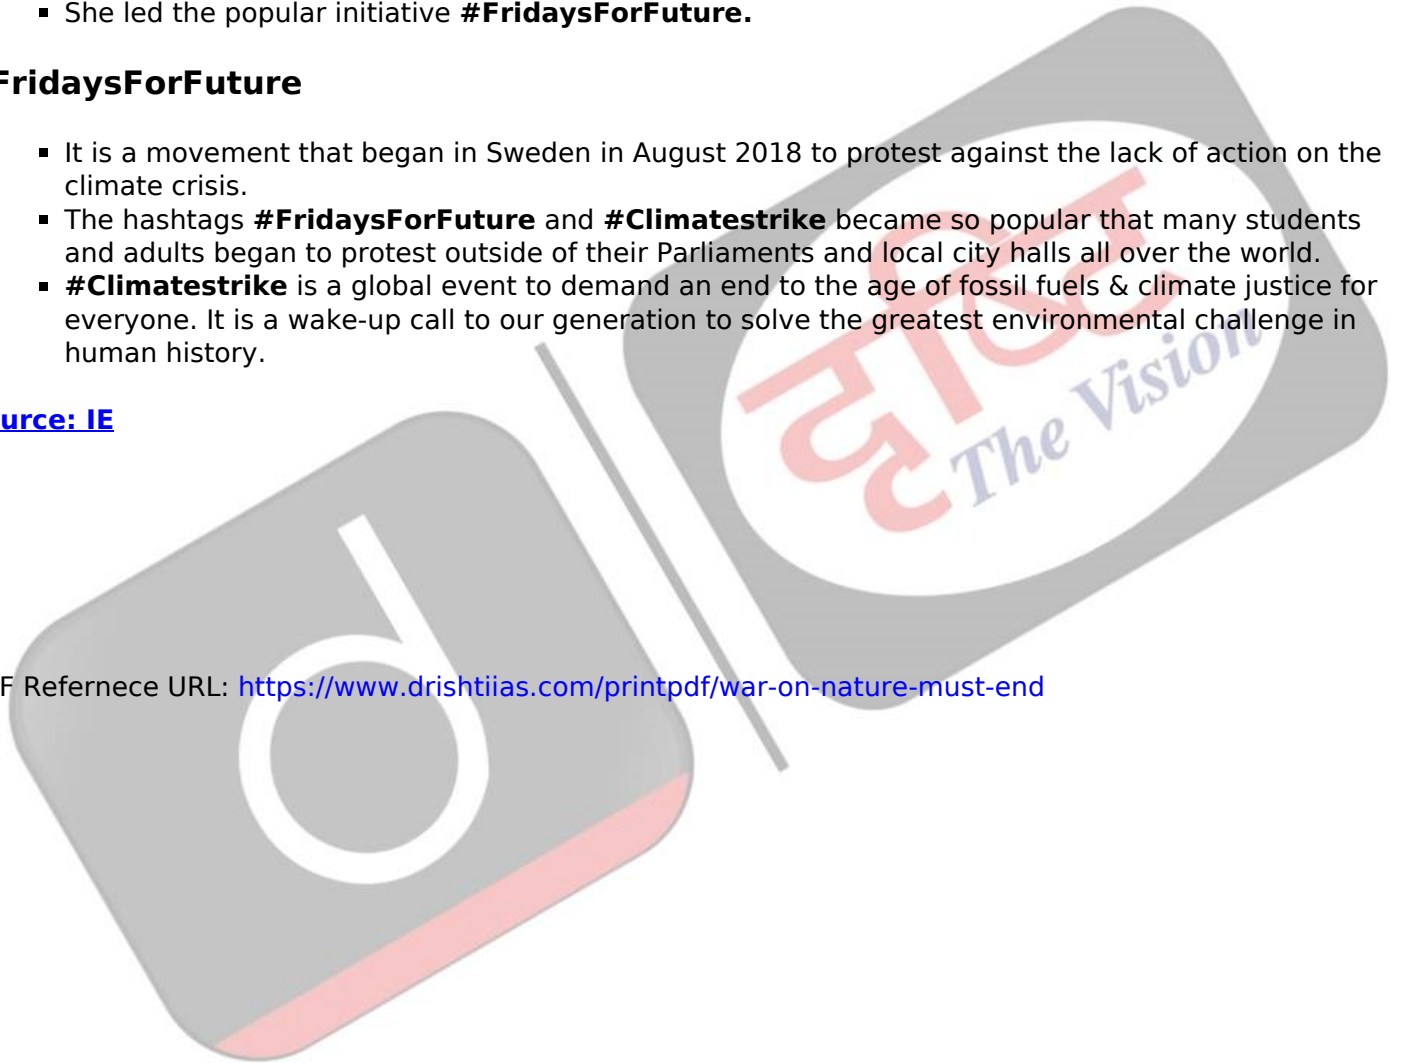 ▪ She led the popular initiative #FridaysForFuture.
FridaysForFuture
▪ It is a movement that began in Sweden in August 2018 to protest against the lack of action on the
climate crisis.
▪ The hashtags #FridaysForFuture and #Climatestrike became so popular that many students
and adults began to protest outside of their Parliaments and local city halls all over the world.
▪ #Climatestrike is a global event to demand an end to the age of fossil fuels & climate justice for
everyone. It is a wake-up call to our generation to solve the greatest environmental challenge in
human history.
urce: IE
F Refernece URL: https://www.drishtiias.com/printpdf/war-on-nature-must-end
दृष्टि
The Vision
d